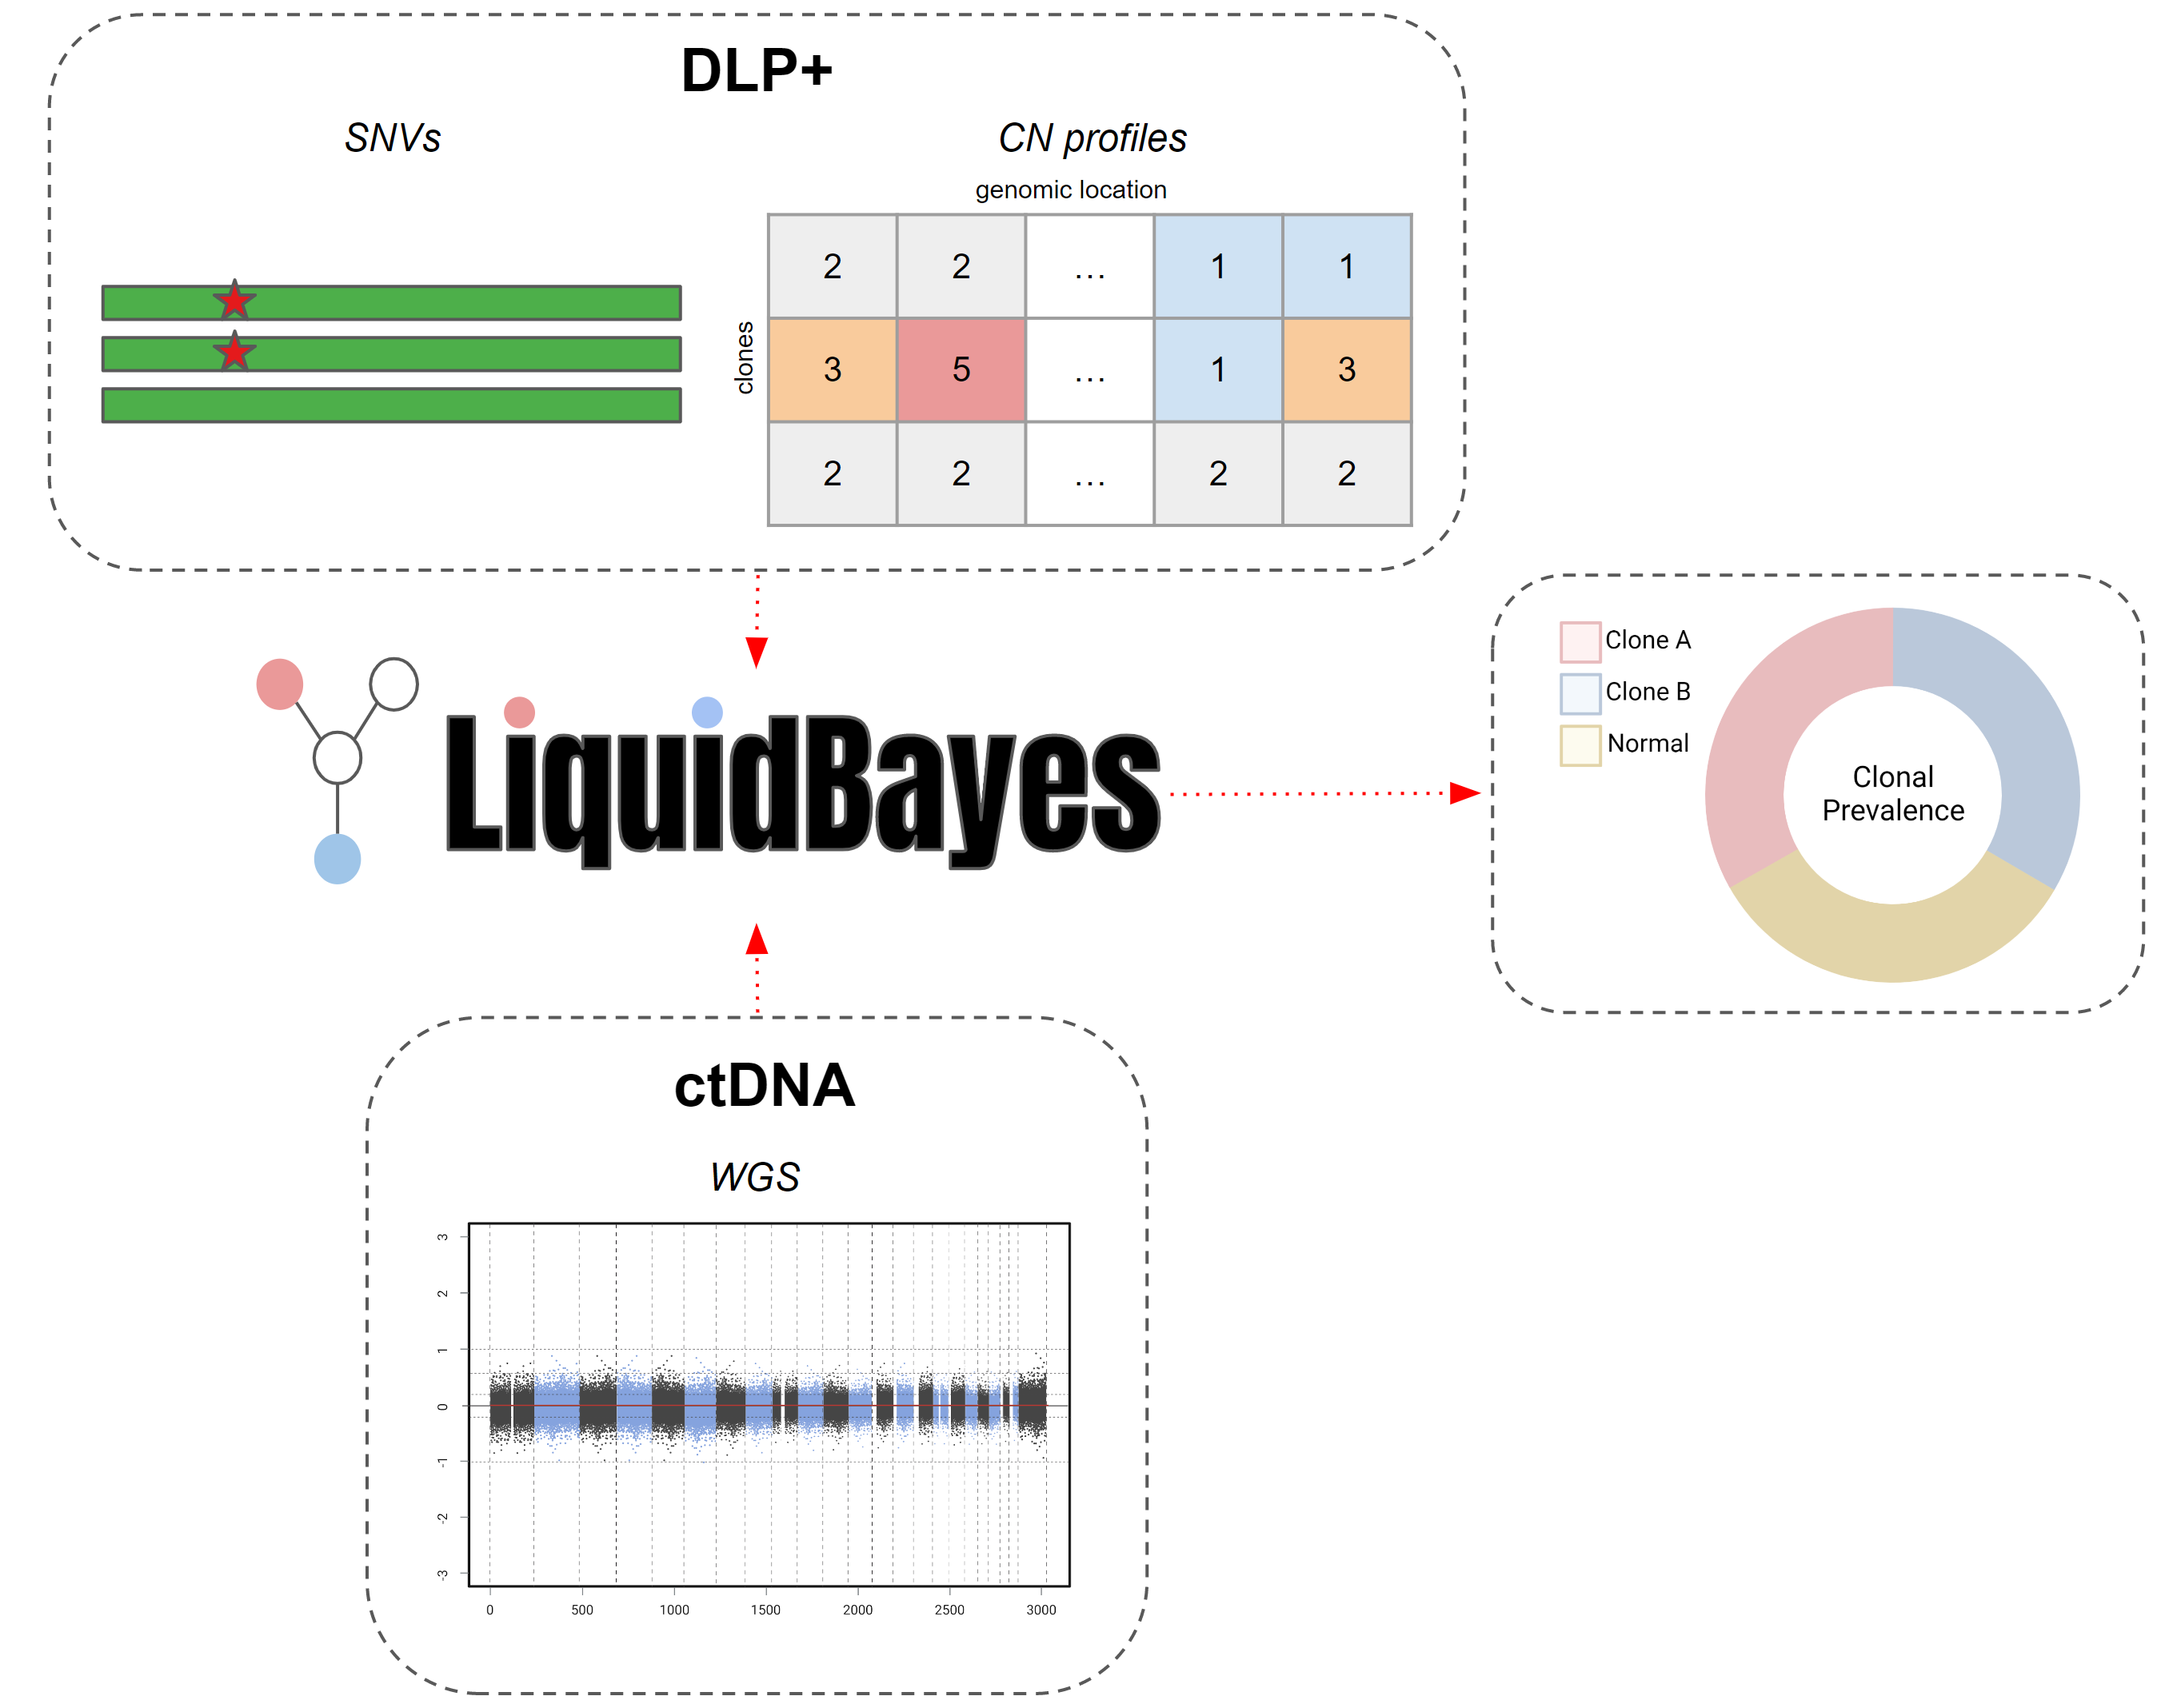 DLP+
SNVs
CN profiles
genomic location
clones
2 2 ... 1 1
3 5 ... 1 3
2 2 ... 2 2
LiquidBayes
Clone A
Clone B
Normal
Clonal
Prevalence
ctDNA
WGS
3
2
1
0
-1
-2
-3
0 500 1000 1500 2000 2500 3000